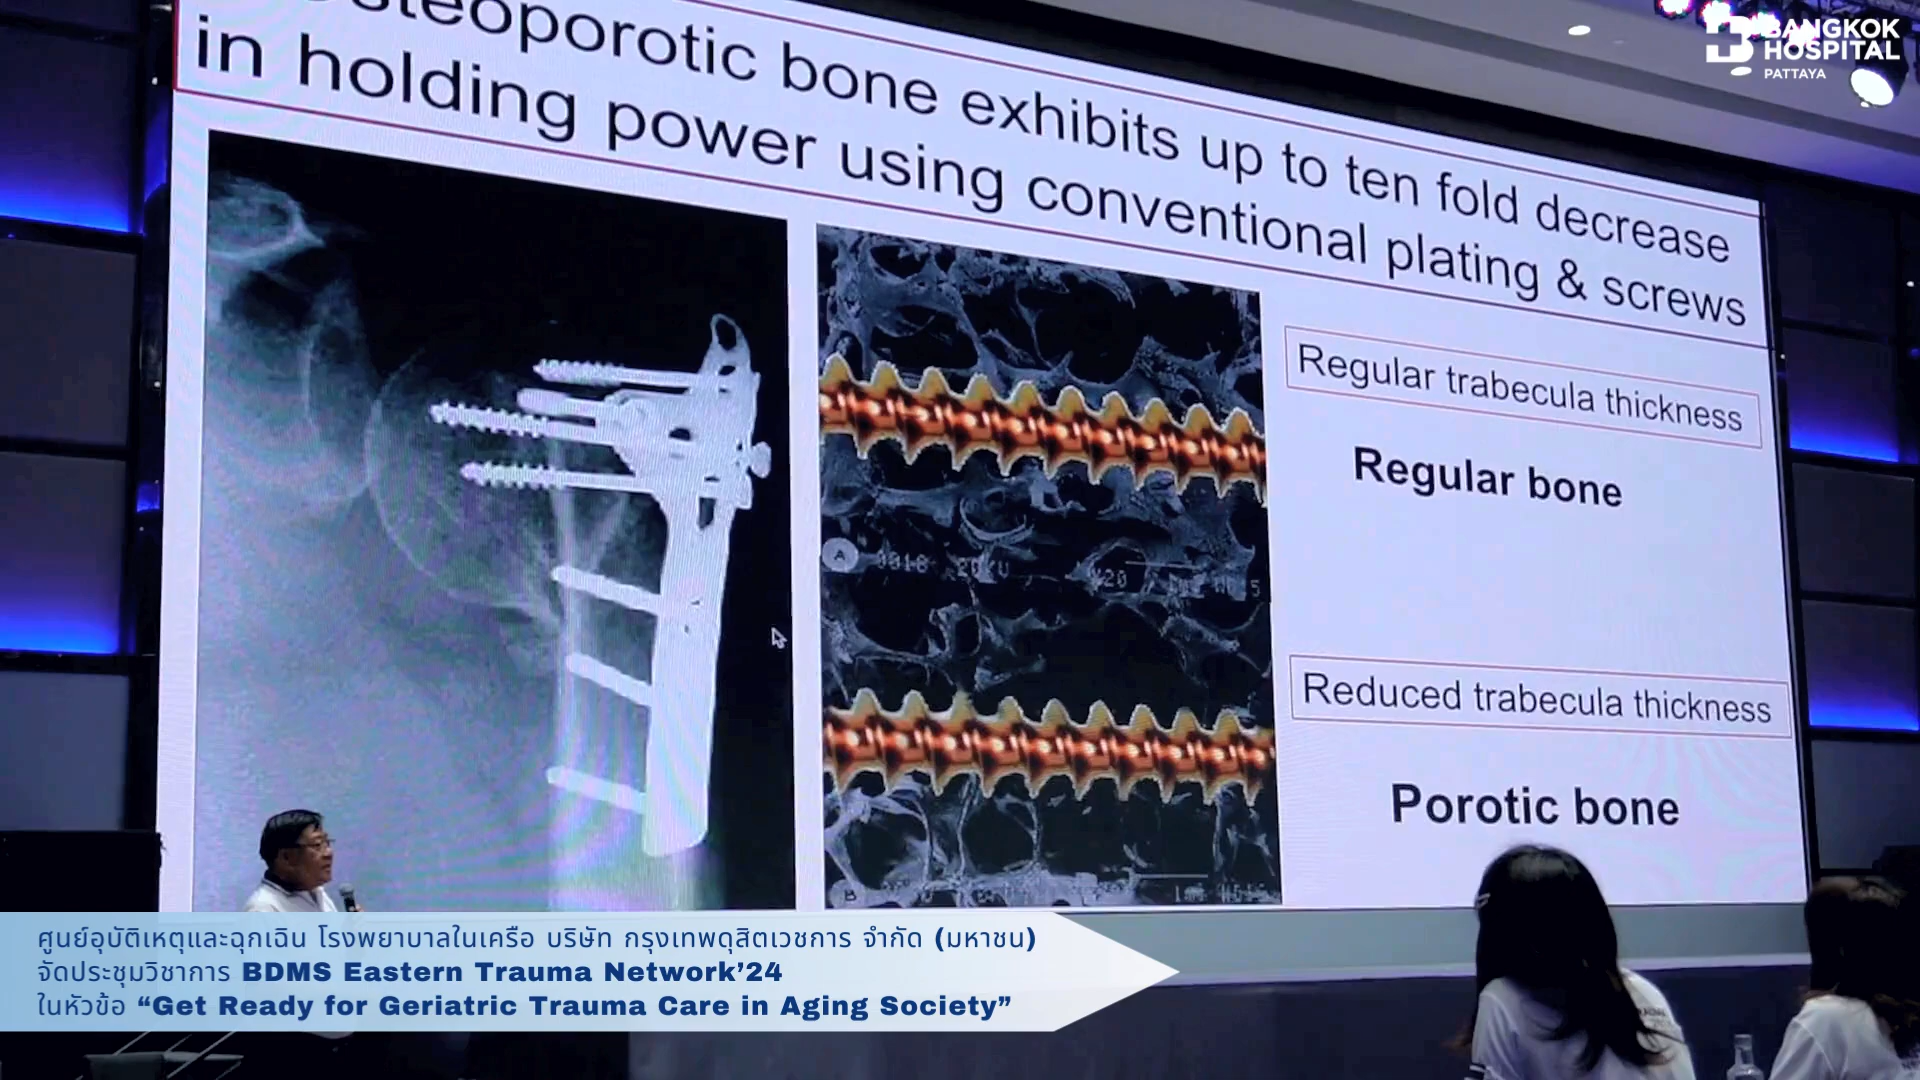 BANGKOK
HOSPITAL
PATTAYA
bone exhibits up to ten fold decrease
in holding power using conventional plating & screws
Regular trabecula thickness
Regular bone
A
Reduced trabecula thickness
Porotic bone
B
ศูนย์อุบัติเหตุและฉุกเฉิน โรงพยาบาลในเครือ บริษัท กรุงเทพดุสิตเวชการ จำกัด (มหาชน)
จัดประชุมวิชาการ BDMS Eastern Trauma Network’24
ในหัวข้อ “Get Ready for Geriatric Trauma Care in Aging Society”